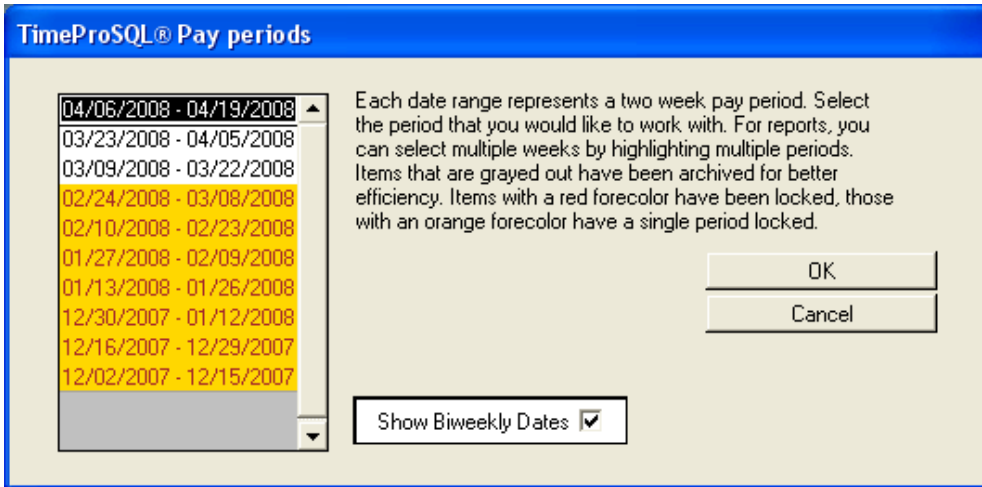 TimeProSQL® Pay periods
04/06/2008 - 04/19/2008
03/23/2008 - 04/05/2008
03/09/2008 - 03/22/2008
02/24/2008 - 03/08/2008
02/10/2008 - 02/23/2008
01/27/2008 - 02/09/2008
01/13/2008 - 01/26/2008
12/30/2007 - 01/12/2008
12/16/2007 - 12/29/2007
12/02/2007 - 12/15/2007
Each date range represents a two week pay period. Select
the period that you would like to work with. For reports, you
can select multiple weeks by highlighting multiple periods.
Items that are grayed out have been archived for better
efficiency. Items with a red forecolor have been locked, those
with an orange forecolor have a single period locked.
OK
Cancel
Show Biweekly Dates